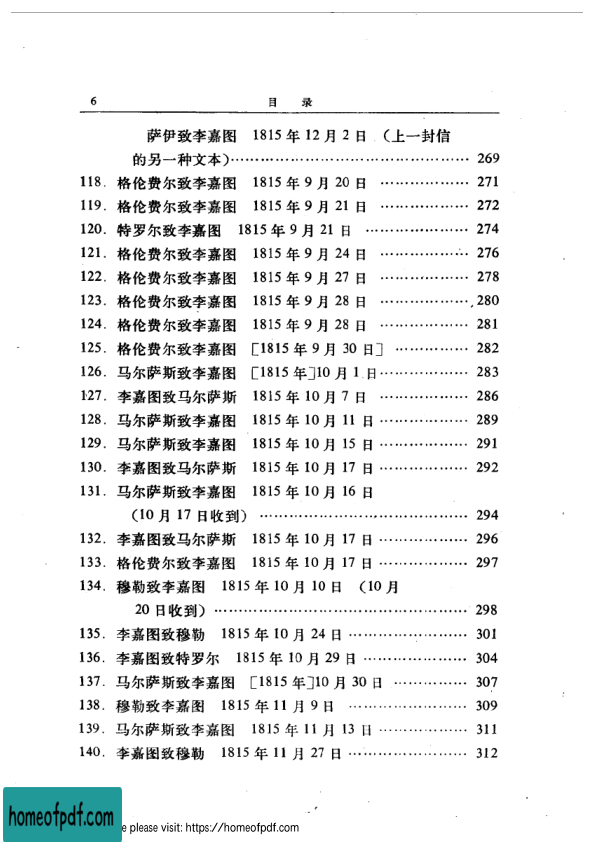 6 目 录
萨伊致李嘉图 1815年12月2日 （上一封信
的另一种文本）…………………………………… 269
118. 格伦费尔致李嘉图 1815年9月20日 ……………… 271
119. 格伦费尔致李嘉图 1815年9月21日 ……………… 272
120. 特罗尔致李嘉图 1815年9月21日 ……………… 274
121. 格伦费尔致李嘉图 1815年9月24日 ……………… 276
122. 格伦费尔致李嘉图 1815年9月27日 ……………… 278
123. 格伦费尔致李嘉图 1815年9月28日 ……………… 280
124. 格伦费尔致李嘉图 1815年9月28日 ……………… 281
125. 格伦费尔致李嘉图 [1815年9月30日] …………… 282
126. 马尔萨斯致李嘉图 [1815年]10月1日……………… 283
127. 李嘉图致马尔萨斯 1815年10月7日 ……………… 286
128. 马尔萨斯致李嘉图 1815年10月11日 ……………… 289
129. 马尔萨斯致李嘉图 1815年10月15日 ……………… 291
130. 李嘉图致马尔萨斯 1815年10月17日 ……………… 292
131. 马尔萨斯致李嘉图 1815年10月16日
（10月17日收到） …………………………………… 294
132. 李嘉图致马尔萨斯 1815年10月17日 ……………… 296
133. 格伦费尔致李嘉图 1815年10月17日 ……………… 297
134. 穆勒致李嘉图 1815年10月10日 （10月
20日收到） ………………………………………… 298
135. 李嘉图致穆勒 1815年10月24日 ………………… 301
136. 李嘉图致特罗尔 1815年10月29日 ……………… 304
137. 马尔萨斯致李嘉图 [1815年]10月30日 …………… 307
138. 穆勒致李嘉图 1815年11月9日 ………………… 309
139. 马尔萨斯致李嘉图 1815年11月13日 ……………… 311
140. 李嘉图致穆勒 1815年11月27日 ………………… 312
homeofpdf.com
e please visit: https://homeofpdf.com